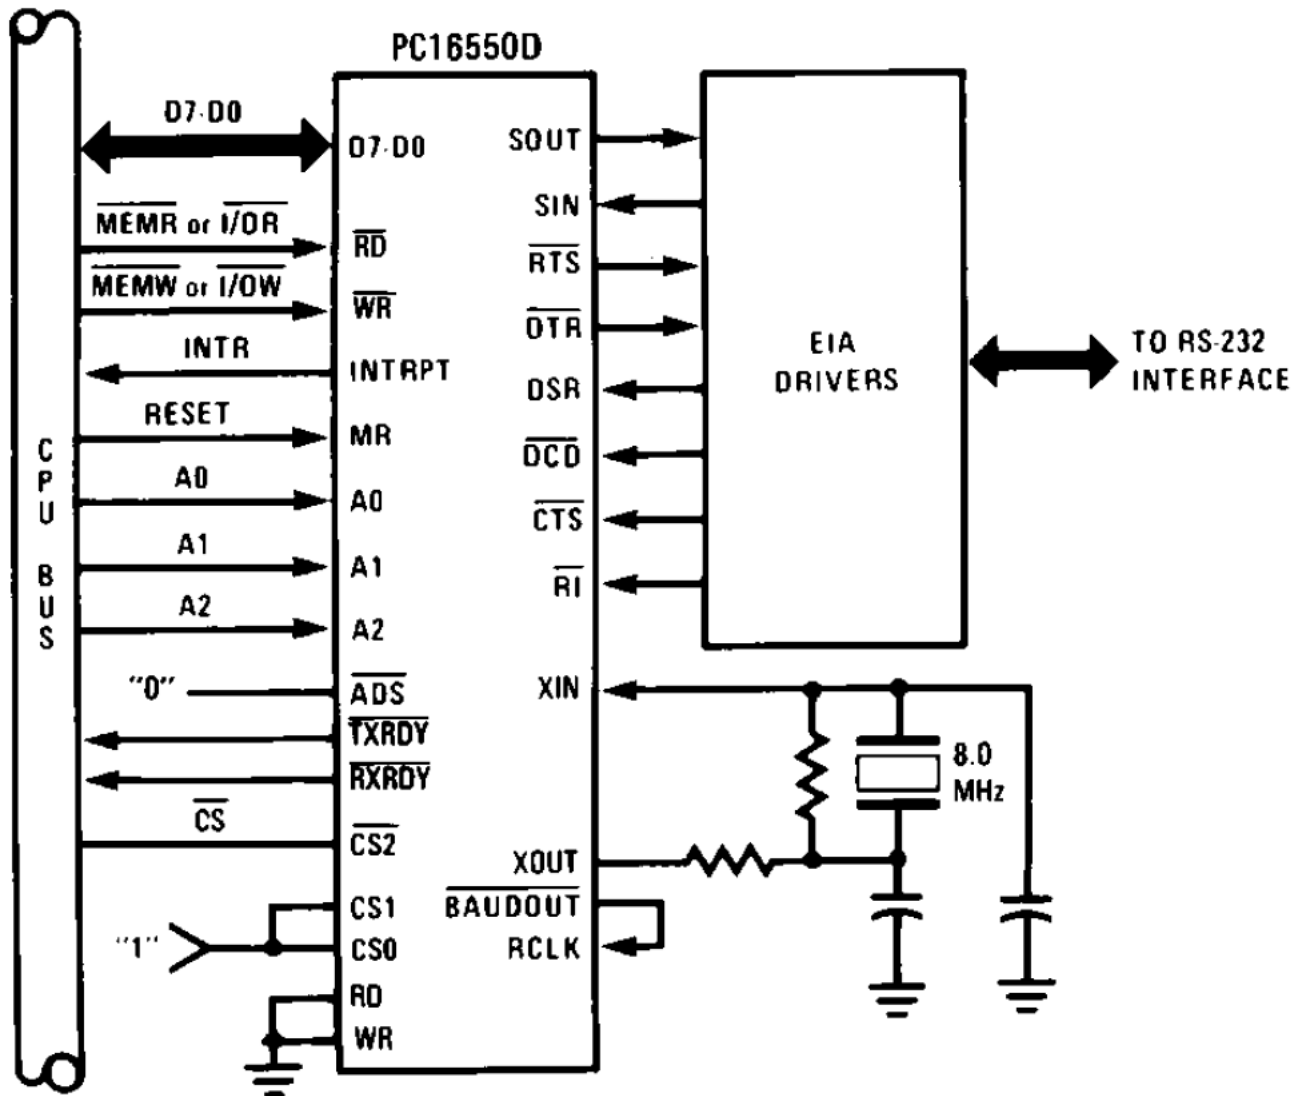 PC16550D
D7-D0
D7-D0
SOUT
SIN
MEMR or I/OR
RD
RTS
MEMW or I/OW
WR
DTR
INTR
INTRPT
DSR
RESET
MR
DCD
A0
A0
CTS
A1
A1
RI
A2
A2
EIA
DRIVERS
TO RS-232
INTERFACE
CPU BUS
"0"
ADS
XIN
TXRDY
RXRDY
8.0
MHz
CS
CS2
XOUT
CS1
BAUDOUT
"1"
CS0
RCLK
RD
WR